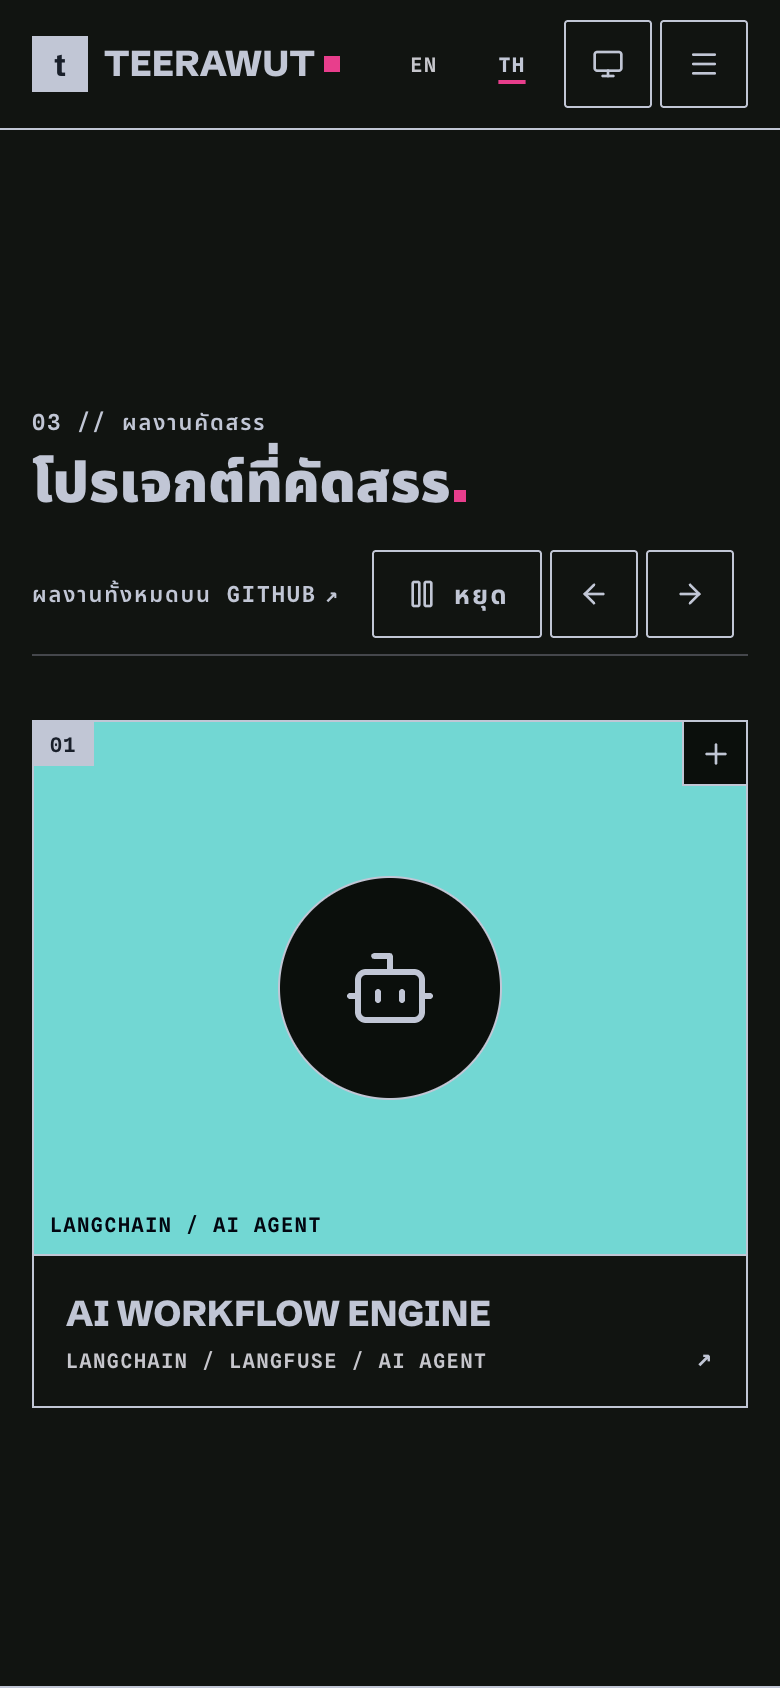 t TEERAWUT EN TH
03 // ผลงานคัดสรร
โปรเจกต์ที่คัดสรร.
ผลงานทั้งหมดบน GITHUB ↗ หยุด ← →
01 +
LANGCHAIN / AI AGENT
AI WORKFLOW ENGINE
LANGCHAIN / LANGFUSE / AI AGENT ↗